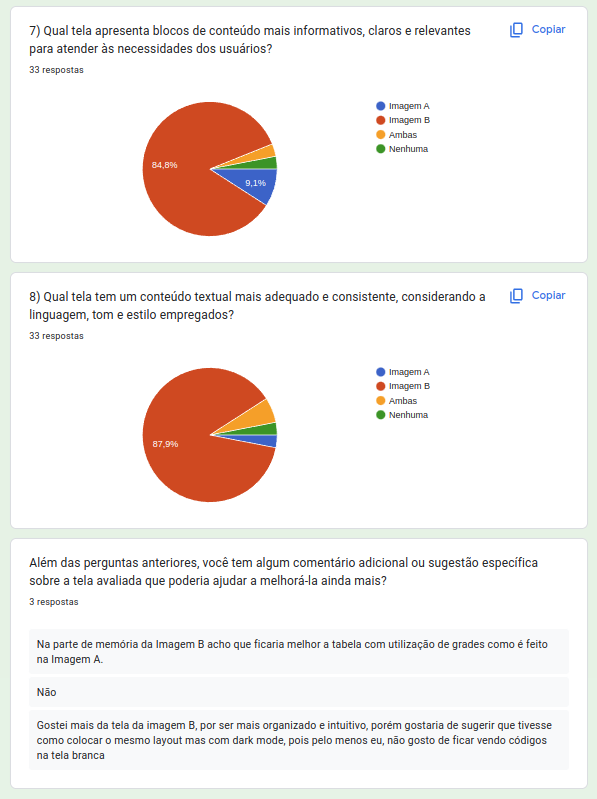 7) Qual tela apresenta blocos de conteúdo mais informativos, claros e relevantes
para atender às necessidades dos usuários?
Copiar
33 respostas
Imagem A
Imagem B
Ambas
Nenhuma
84,8%
9,1%
8) Qual tela tem um conteúdo textual mais adequado e consistente, considerando a
linguagem, tom e estilo empregados?
Copiar
33 respostas
Imagem A
Imagem B
Ambas
Nenhuma
87,9%
Além das perguntas anteriores, você tem algum comentário adicional ou sugestão específica
sobre a tela avaliada que poderia ajudar a melhorá-la ainda mais?
3 respostas
Na parte de memória da Imagem B acho que ficaria melhor a tabela com utilização de grades como é feito
na Imagem A.
Não
Gostei mais da tela da imagem B, por ser mais organizado e intuitivo, porém gostaria de sugerir que tivesse
como colocar o mesmo layout mas com dark mode, pois pelo menos eu, não gosto de ficar vendo códigos
na tela branca